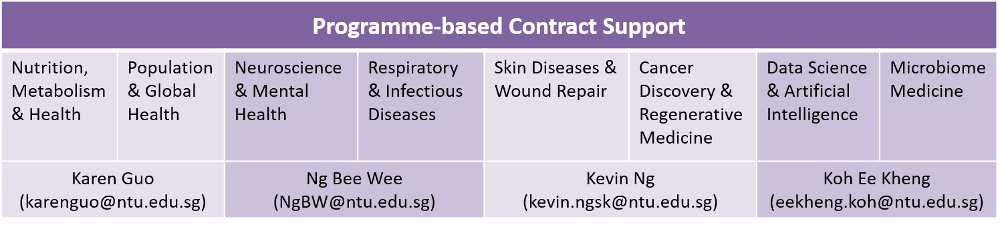 Programme-based Contract Support
Nutrition,
Metabolism
& Health
Population
& Global
Health
Neuroscience
& Mental
Health
Respiratory
& Infectious
Diseases
Skin Diseases &
Wound Repair
Cancer
Discovery &
Regenerative
Medicine
Data Science
& Artificial
Intelligence
Microbiome
Medicine
Karen Guo
(karenguo@ntu.edu.sg)
Ng Bee Wee
(NgBW@ntu.edu.sg)
Kevin Ng
(kevin.ngsk@ntu.edu.sg)
Koh Ee Kheng
(eekheng.koh@ntu.edu.sg)